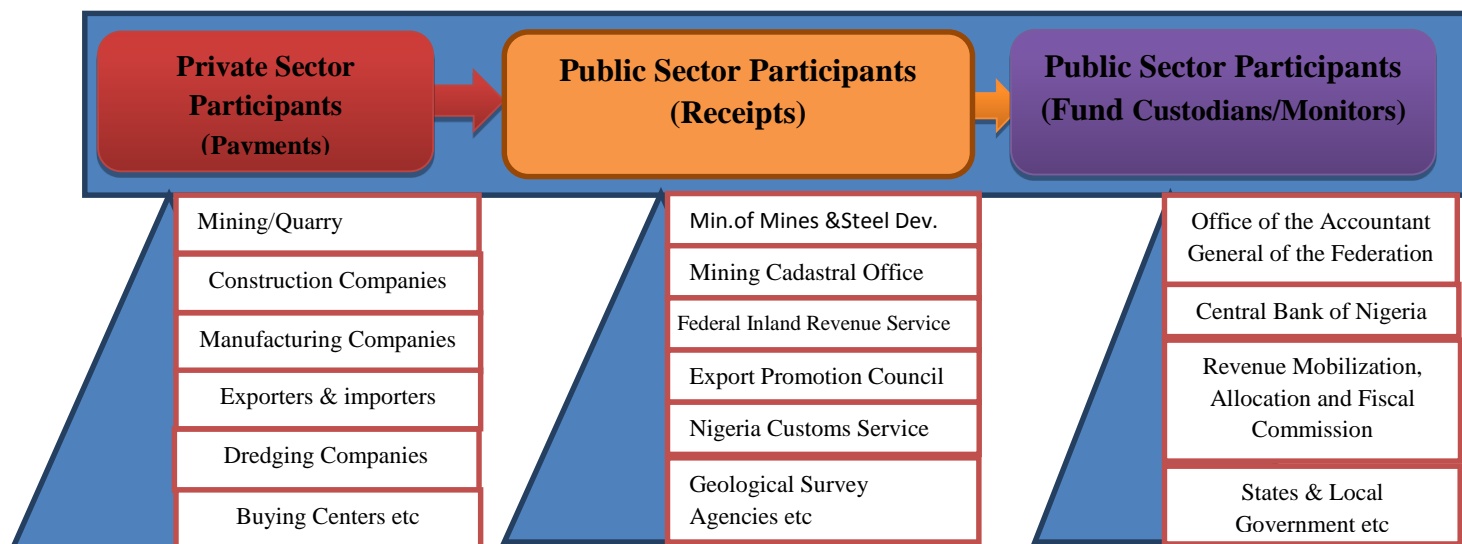 Private Sector
Participants
(Payments)
Public Sector Participants
(Receipts)
Public Sector Participants
(Fund Custodians/Monitors)
Mining/Quarry
Construction Companies
Manufacturing Companies
Exporters & importers
Dredging Companies
Buying Centers etc
Min.of Mines &Steel Dev.
Mining Cadastral Office
Federal Inland Revenue Service
Export Promotion Council
Nigeria Customs Service
Geological Survey
Agencies etc
Office of the Accountant
General of the Federation
Central Bank of Nigeria
Revenue Mobilization,
Allocation and Fiscal
Commission
States & Local
Government etc